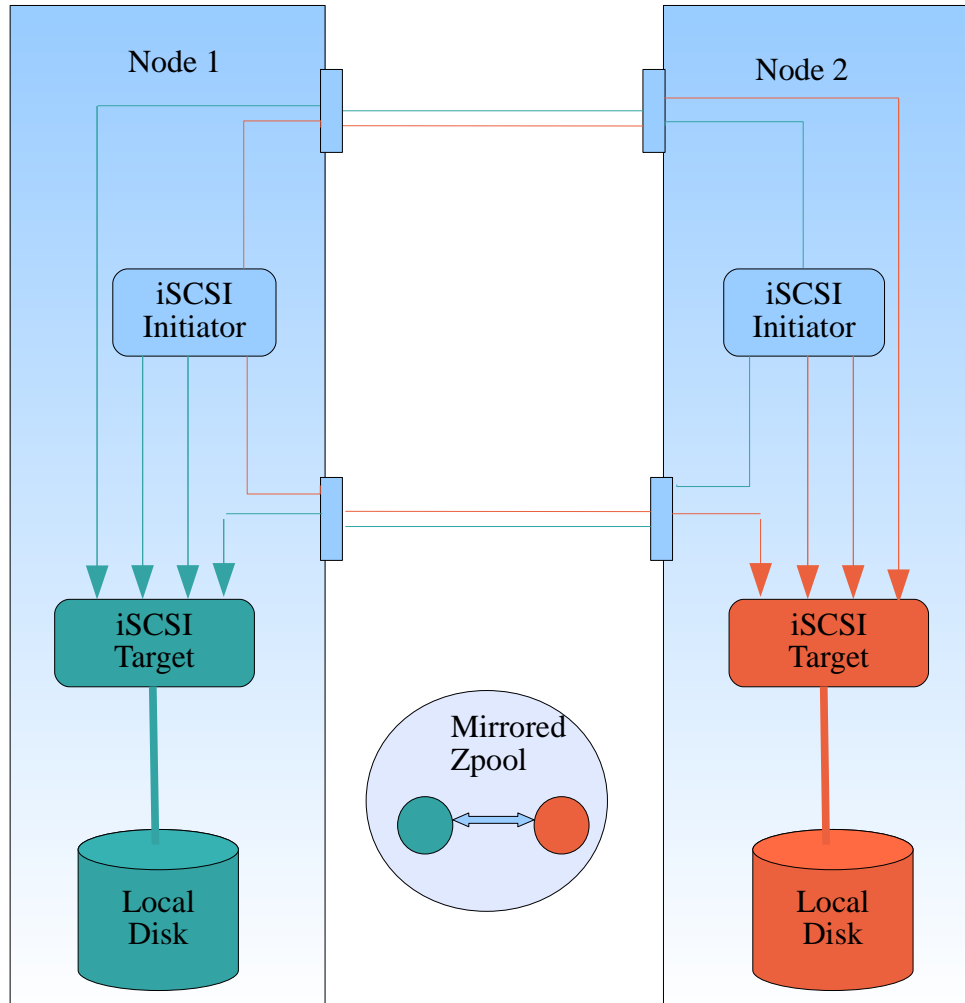 Node 1
Node 2
iSCSI
Initiator
iSCSI
Initiator
iSCSI
Target
iSCSI
Target
Mirrored
Zpool
Local
Disk
Local
Disk